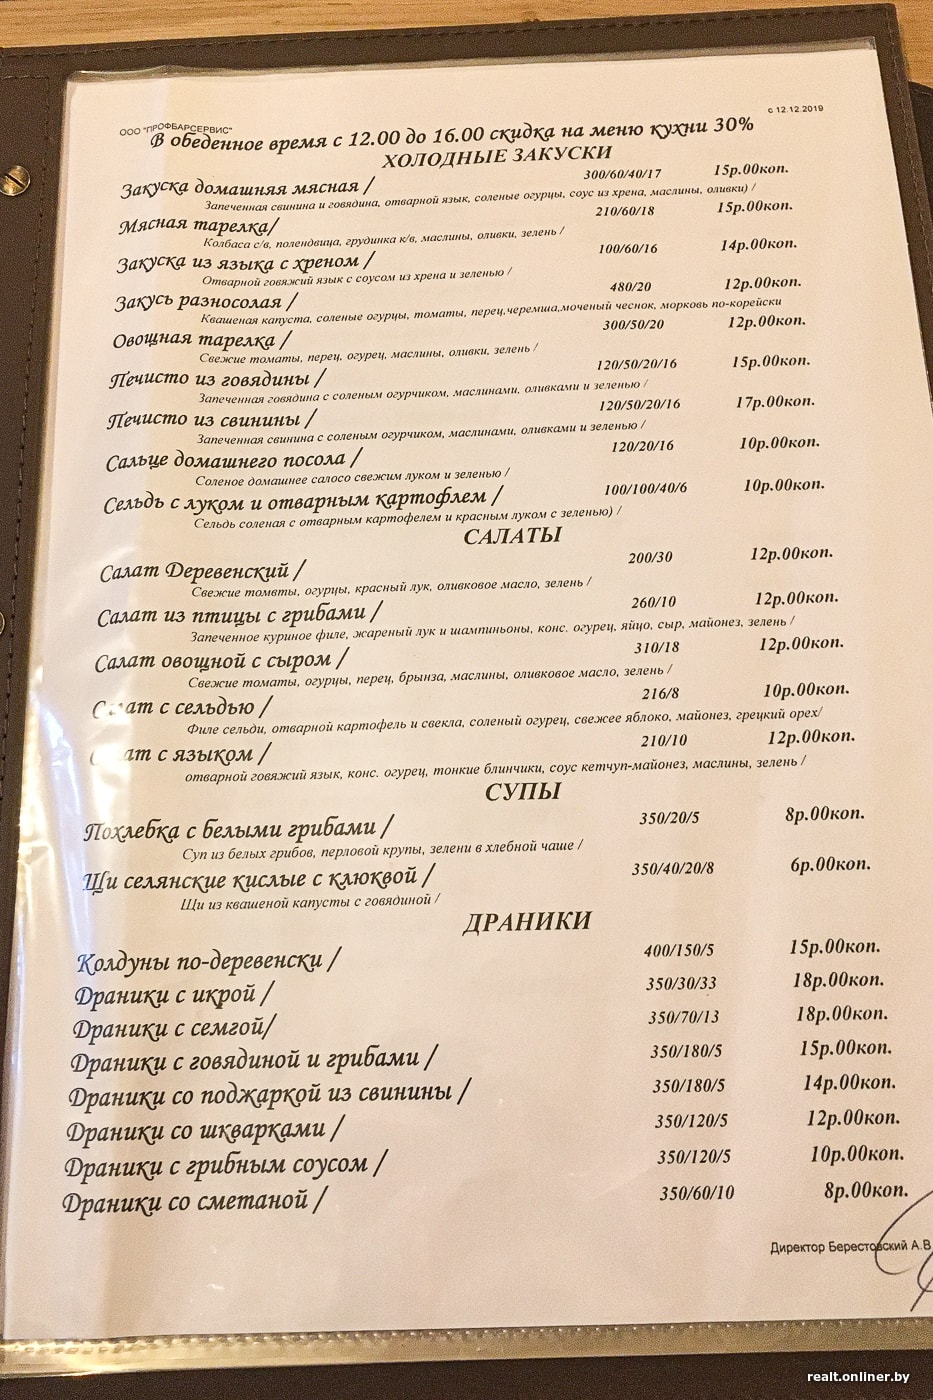 с 12.12.2019
ООО "ПРОФБАРСЕРВИС"
В обеденное время с 12.00 до 16.00 скидка на меню кухни 30%
ХОЛОДНЫЕ ЗАКУСКИ
Закуска домашняя мясная / 300/60/40/17 15р.00коп.
Запеченная свинина и говядина, отварной язык, соленые огурцы, соус из хрена, маслины, оливки) /
Мясная тарелка/ 210/60/18 15р.00коп.
Колбаса с/в, полендвица, грудинка к/в, маслины, оливки, зелень /
Закуска из языка с хреном / 100/60/16 14р.00коп.
Отварной говяжий язык с соусом из хрена и зеленью /
Закусь разносолая / 480/20 12р.00коп.
Квашеная капуста, соленые огурцы, томаты, перец,черемша,моченый чеснок, морковь по-корейски
Овощная тарелка / 300/50/20 12р.00коп.
Свежие томаты, перец, огурец, маслины, оливки, зелень /
Печисто из говядины / 120/50/20/16 15р.00коп.
Запеченная говядина с соленым огурчиком, маслинами, оливками и зеленью /
Печисто из свинины / 120/50/20/16 17р.00коп.
Запеченная свинина с соленым огурчиком, маслинами, оливками и зеленью /
Сальце домашнего посола / 120/20/16 10р.00коп.
Соленое домашнее салосо свежим луком и зеленью /
Сельдь с луком и отварным картофлем / 100/100/40/6 10р.00коп.
Сельдь соленая с отварным картофелем и красным луком с зеленью) /
САЛАТЫ
Салат Деревенский / 200/30 12р.00коп.
Свежие томвты, огурцы, красный лук, оливковое масло, зелень /
Салат из птицы с грибами / 260/10 12р.00коп.
Запеченное куриное филе, жареный лук и шампиньоны, конс. огурец, яйцо, сыр, майонез, зелень /
Салат овощной с сыром / 310/18 12р.00коп.
Свежие томаты, огурцы, перец, брынза, маслины, оливковое масло, зелень /
Салат с сельдью / 216/8 10р.00коп.
Филе сельди, отварной картофель и свекла, соленый огурец, свежее яблоко, майонез, грецкий орех/
Салат с языком / 210/10 12р.00коп.
отварной говяжий язык, конс. огурец, тонкие блинчики, соус кетчуп-майонез, маслины, зелень /
СУПЫ
Похлебка с белыми грибами / 350/20/5 8р.00коп.
Суп из белых грибов, перловой крупы, зелени в хлебной чаше /
Щи селянские кислые с клюквой / 350/40/20/8 6р.00коп.
Щи из квашеной капусты с говядиной /
ДРАНИКИ
Колдуны по-деревенски / 400/150/5 15р.00коп.
Драники с икрой / 350/30/33 18р.00коп.
Драники с семгой/ 350/70/13 18р.00коп.
Драники с говядиной и грибами / 350/180/5 15р.00коп.
Драники со поджаркой из свинины / 350/180/5 14р.00коп.
Драники со шкварками / 350/120/5 12р.00коп.
Драники с грибным соусом / 350/120/5 10р.00коп.
Драники со сметаной / 350/60/10 8р.00коп.
Директор Берестовский А.В
realt.onliner.by